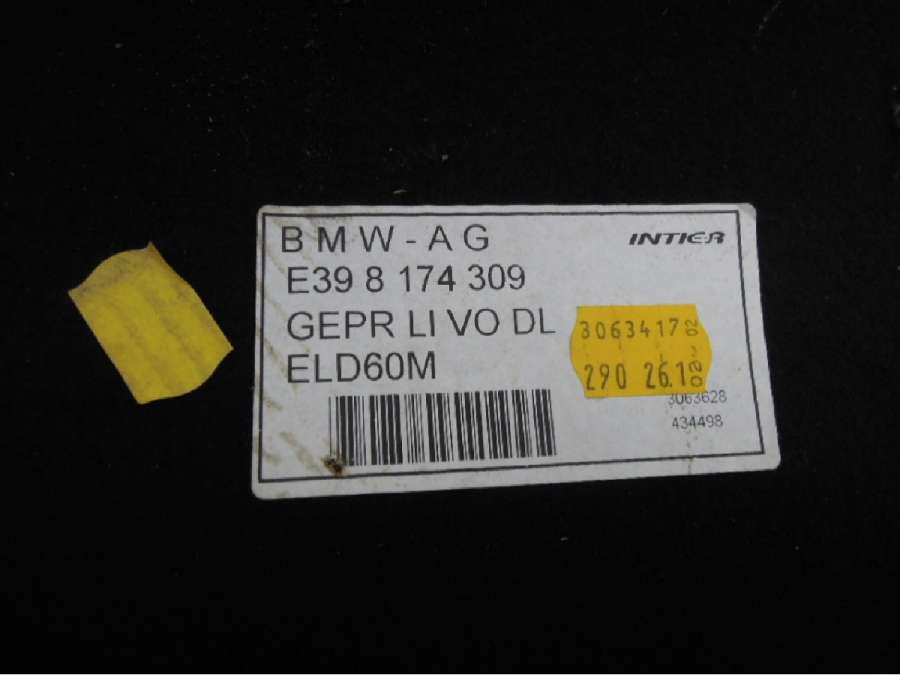 BMW-AG
INTIER
E39 8 174 309
GEPR LI VO DL
ELD60M
3063417
290 26.1
3063628
434498